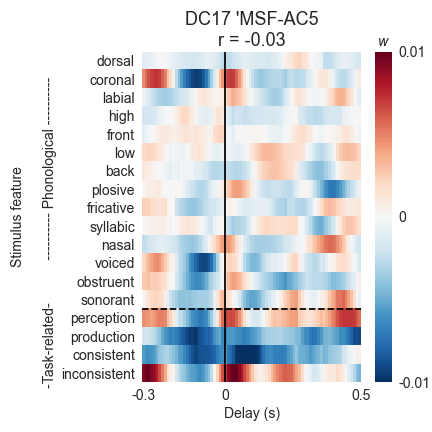 DC17 'MSF-AC5
r = -0.03
w
dorsal
coronal
labial
high
front
low
back
plosive
fricative
syllabic
nasal
voiced
obstruent
sonorant
perception
production
consistent
inconsistent
Stimulus feature
-Task-related- ---------- Phonological ----------
-0.3
0
0.5
Delay (s)
0.01
0
-0.01